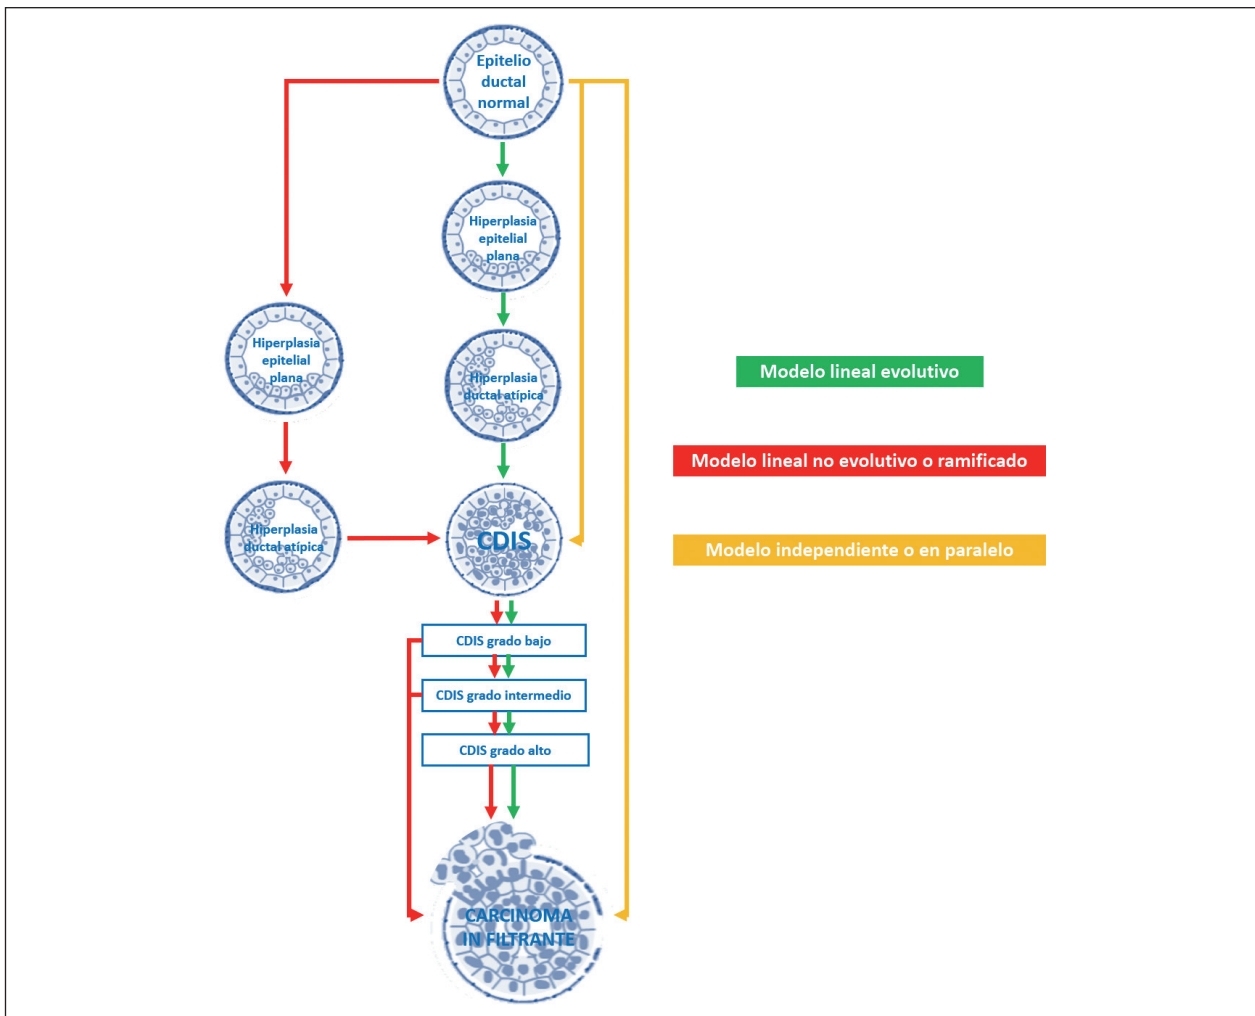 Epitelio
ductal
normal
Hiperplasia
epitelial
plana
Hiperplasia
epitelial
plana
Hiperplasia
ductal atípica
Modelo lineal evolutivo
Modelo lineal no evolutivo o ramificado
Hiperplasia
ductal atípica
CDIS
Modelo independiente o en paralelo
CDIS grado bajo
CDIS grado intermedio
CDIS grado alto
CARCINOMA
IN FILTRANTE